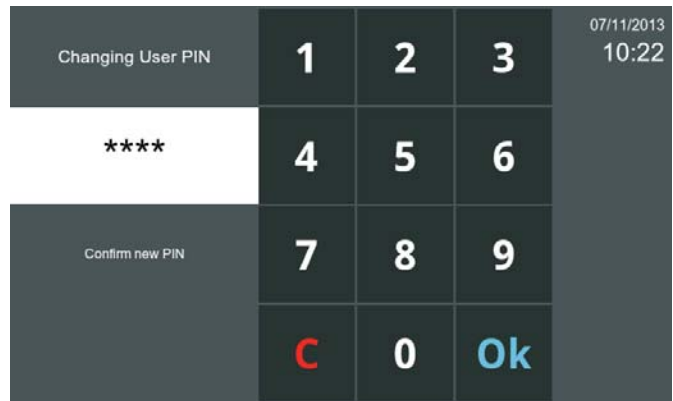 Changing User PIN
****
Confirm new PIN
1 2 3
4 5 6
7 8 9
C 0 Ok
07/11/2013
10:22